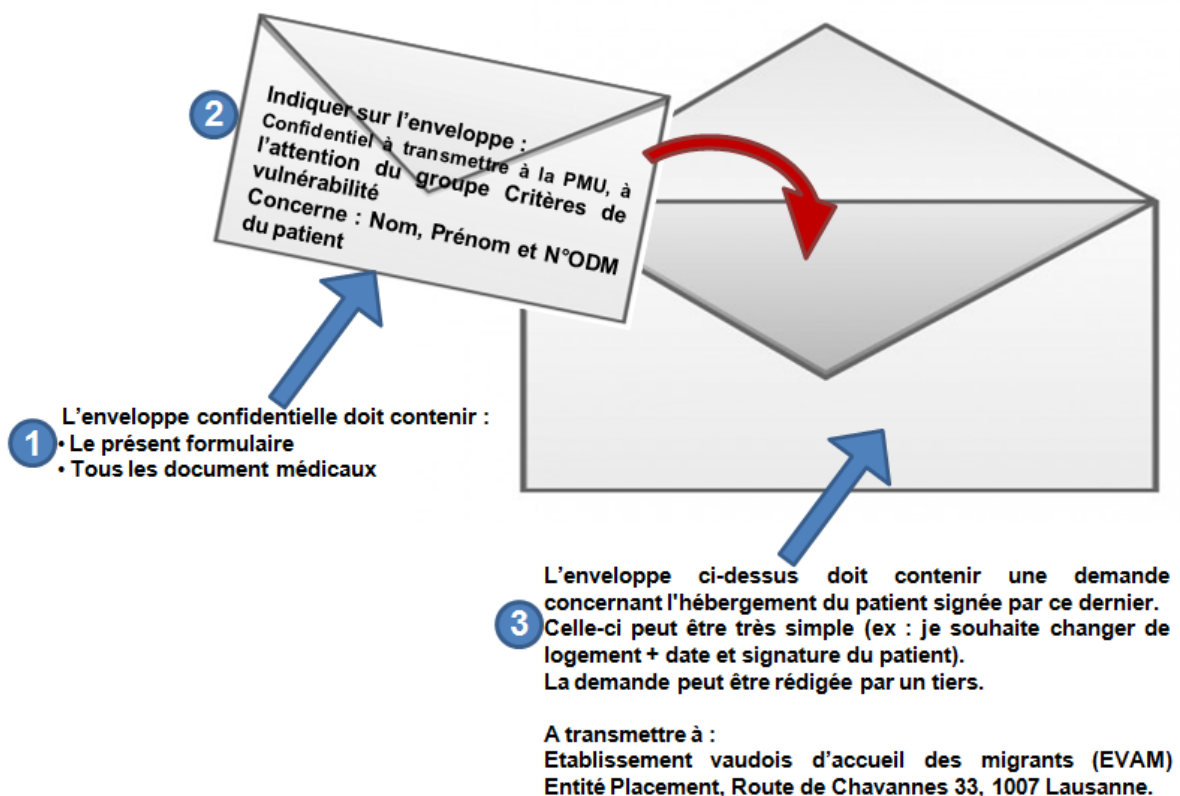 2
Indiquer sur l'enveloppe :
Confidentiel à transmettre à la PMU, à
l'attention du groupe Critères de
vulnérabilité
Concerne : Nom, Prénom et N°ODM
du patient
1
L'enveloppe confidentielle doit contenir :
• Le présent formulaire
• Tous les document médicaux
3
L'enveloppe ci-dessus doit contenir une demande
concernant l'hébergement du patient signée par ce dernier.
Celle-ci peut être très simple (ex : je souhaite changer de
logement + date et signature du patient).
La demande peut être rédigée par un tiers.
A transmettre à :
Etablissement vaudois d'accueil des migrants (EVAM)
Entité Placement, Route de Chavannes 33, 1007 Lausanne.